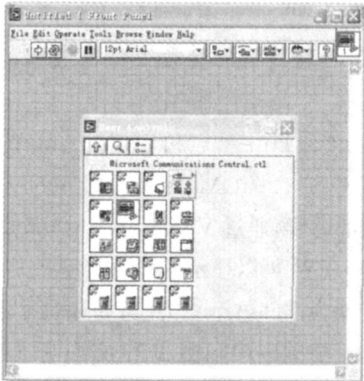 Untitled 1 Front Panel
File Edit Operate Tools Browse Window Help
12pt Arial
Microsoft Communications Control.ctl